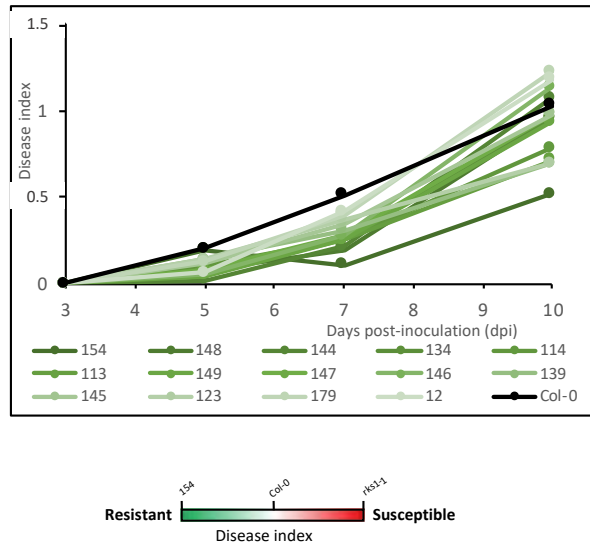 1.5
1
0.5
0
Disease index
3 4 5 6 7 8 9 10
Days post-inoculation (dpi)
154 148 144 134 114
113 149 147 146 139
145 123 179 12 Col-0
154 Col-0 rks1-1
Resistant Susceptible
Disease index